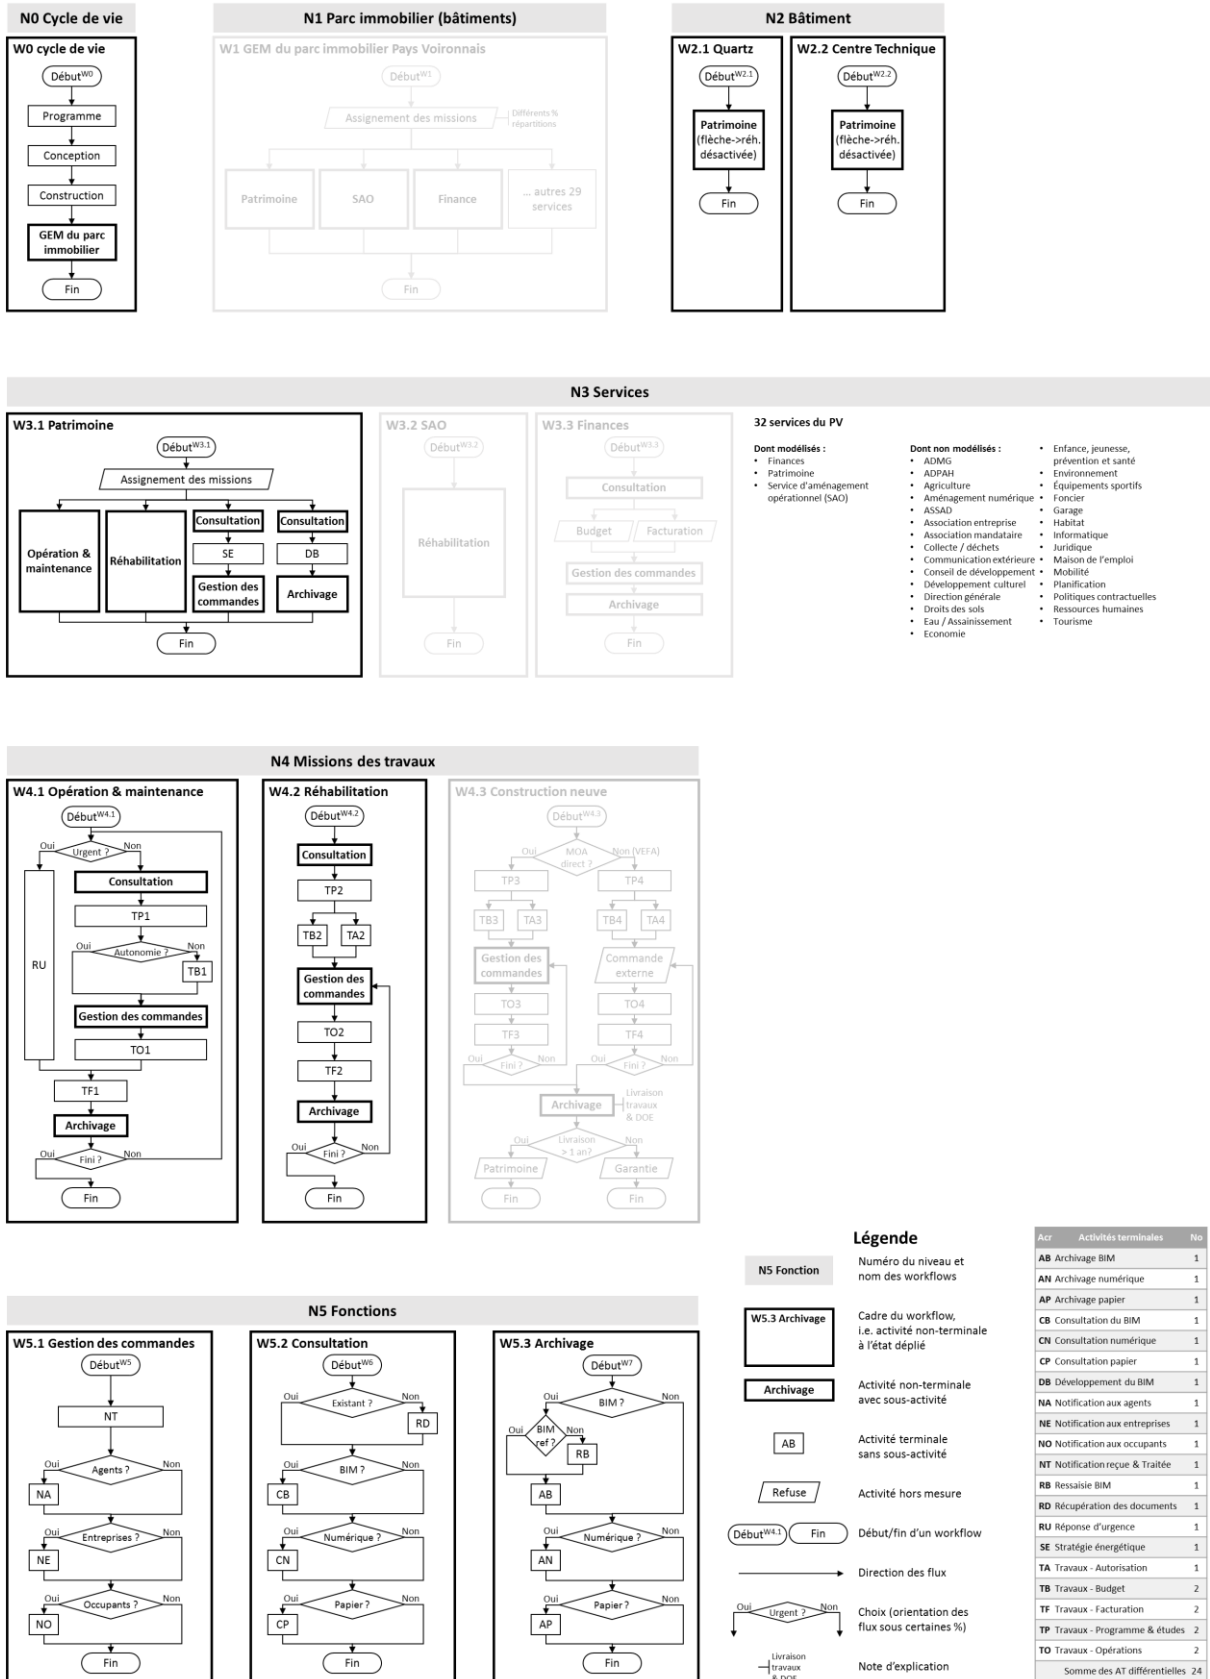 N0 Cycle de vie
N1 Parc immobilier (bâtiments)
N2 Bâtiment
W0 cycle de vie
Début W0
Programme
Conception
Construction
GEM du parc
immobilier
Fin
W1 GEM du parc immobilier Pays Voironnais
Début W1
Assignement des missions
Différents %
répartitions
Patrimoine
SAO
Finance
... autres 29
services
Fin
W2.1 Quartz
Début W2.1
Patrimoine
(flèche->réh.
désactivée)
Fin
W2.2 Centre Technique
Début W2.2
Patrimoine
(flèche->réh.
désactivée)
Fin
N3 Services
W3.1 Patrimoine
Début W3.1
Assignement des missions
Opération &
maintenance
Réhabilitation
Consultation
SE
Gestion des
commandes
Consultation
DB
Archivage
Fin
W3.2 SAO
Début W3.2
Réhabilitation
Fin
W3.3 Finances
Début W3.3
Consultation
Budget
Facturation
Gestion des commandes
Archivage
Fin
32 services du PV
Dont modélisés :
• Finances
• Patrimoine
• Service d'aménagement
opérationnel (SAO)
Dont non modélisés :
• ADMG
• ADPAH
• Agriculture
• Aménagement numérique
• ASSAD
• Association entreprise
• Association mandataire
• Collecte / déchets
• Communication extérieure
• Conseil de développement
• Développement culturel
• Direction générale
• Droits des sols
• Eau / Assainissement
• Economie
• Enfance, jeunesse,
prévention et santé
• Environnement
• Équipements sportifs
• Foncier
• Garage
• Habitat
• Informatique
• Juridique
• Maison de l'emploi
• Mobilité
• Planification
• Politiques contractuelles
• Ressources humaines
• Tourisme
N4 Missions des travaux
W4.1 Opération & maintenance
Début W4.1
Oui
Urgent ?
Non
RU
Consultation
TP1
Oui
Autonomie ?
Non
TB1
Gestion des commandes
TO1
TF1
Archivage
Oui
Fini ?
Non
Fin
W4.2 Réhabilitation
Début W4.2
Consultation
TP2
TB2
TA2
Gestion des
commandes
TO2
TF2
Archivage
Oui
Fini ?
Non
Fin
W4.3 Construction neuve
Début W4.3
Oui
MOA
direct ?
Non (VEFA)
TP3
TP4
TB3
TA3
TB4
TA4
Gestion des
commandes
Commande
externe
TO3
TO4
TF3
TF4
Oui
Fini ?
Non
Oui
Fini ?
Non
Archivage
Livraison
travaux
& DOE
Oui
Livraison
> 1 an?
Non
Patrimoine
Garantie
Fin
Fin
N5 Fonctions
W5.1 Gestion des commandes
Début W5
NT
Oui
Agents ?
Non
NA
Oui
Entreprises ?
Non
NE
Oui
Occupants ?
Non
NO
Fin
W5.2 Consultation
Début W6
Oui
Existant ?
Non
RD
Oui
BIM ?
Non
CB
Oui
Numérique ?
Non
CN
Oui
Papier ?
Non
CP
Fin
W5.3 Archivage
Début W7
Oui
BIM ?
Non
Oui
BIM
ref ?
Non
RB
AB
Oui
Numérique ?
Non
AN
Oui
Papier ?
Non
AP
Fin
Légende
N5 Fonction
Numéro du niveau et
nom des workflows
W5.3 Archivage
Cadre du workflow,
i.e. activité non-terminale
à l'état déplié
Archivage
Activité non-terminale
avec sous-activité
AB
Activité terminale
sans sous-activité
Refuse
Activité hors mesure
Début W4.1
Fin
Début/fin d'un workflow
Direction des flux
Oui
Urgent ?
Non
Choix (orientation des
flux sous certaines %)
Livraison
travaux
& DOE
Note d'explication
Acr Activités terminales No
AB Archivage BIM 1
AN Archivage numérique 1
AP Archivage papier 1
CB Consultation du BIM 1
CN Consultation numérique 1
CP Consultation papier 1
DB Développement du BIM 1
NA Notification aux agents 1
NE Notification aux entreprises 1
NO Notification aux occupants 1
NT Notification reçue & Traitée 1
RB Ressaisie BIM 1
RD Récupération des documents 1
RU Réponse d'urgence 1
SE Stratégie énergétique 1
TA Travaux - Autorisation 1
TB Travaux - Budget 2
TF Travaux - Facturation 2
TP Travaux - Programme & études 2
TO Travaux - Opérations 2
Somme des AT différentielles 24